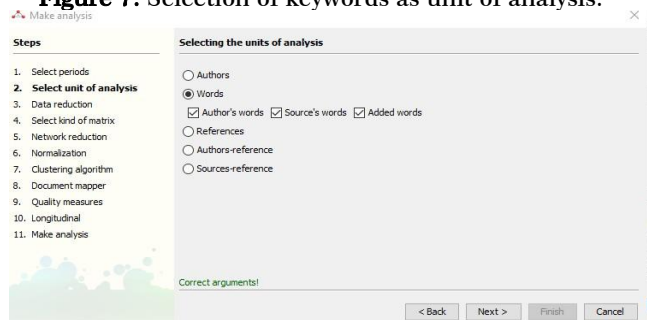 Figure 7. Selection of keywords as unit of analysis.
Make analysis
Steps
1. Select periods
2. Select unit of analysis
3. Data reduction
4. Select kind of matrix
5. Network reduction
6. Normalization
7. Clustering algorithm
8. Document mapper
9. Quality measures
10. Longitudinal
11. Make analysis
Selecting the units of analysis
Authors
Words
Author's words Source's words Added words
References
Authors-reference
Sources-reference
Correct arguments!
< Back Next > Finish Cancel